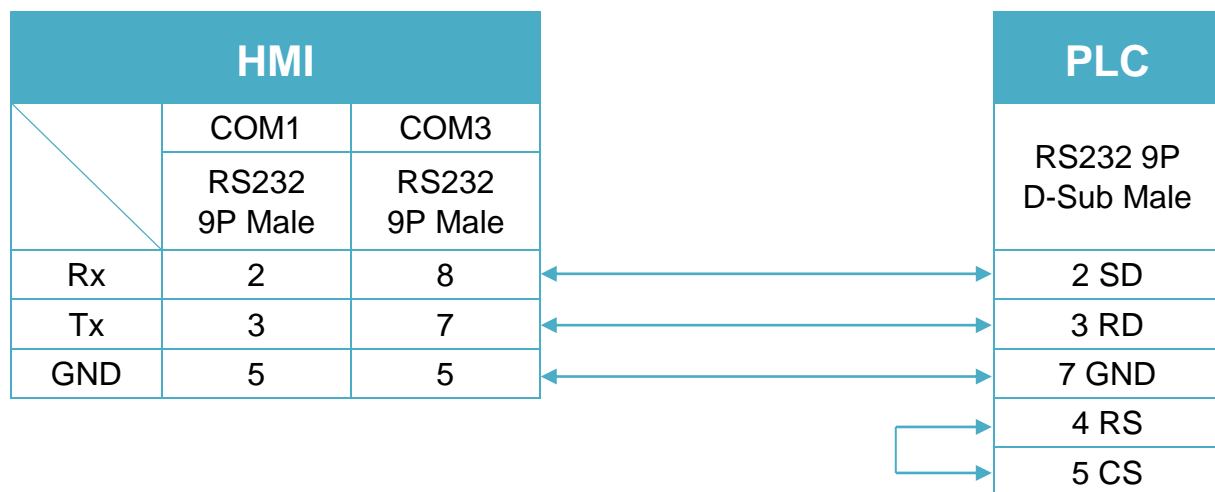 HMI
PLC
COM1 COM3
RS232
9P Male
RS232
9P Male
RS232 9P
D-Sub Male
Rx 2 8 2 SD
Tx 3 7 3 RD
GND 5 5 7 GND
4 RS
5 CS